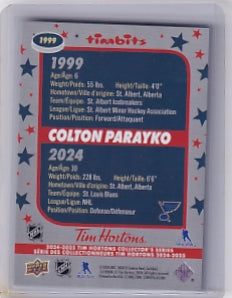 1999
timbits
1999
Age/Age: 6
Weight/Poids: 55 lbs. Height/Taille: 4'0"
Hometown/Ville d'origine: St. Albert, Alberta
Team/Équipe: St. Albert Icebreakers
League/Ligue: St. Albert Minor Hockey Association
Position/Position: Forward/Attaquant
COLTON PARAYKO
2024
Age/Âge: 30
Weight/Poids: 228 lbs. Height/Taille: 6'6"
Hometown/Ville d'origine: St. Albert, Alberta
Team/Équipe: St. Louis Blues
League/Ligue: NHL
Position/Position: Defense/Défenseur
Tim Hortons
2024-2025 TIM HORTONS COLLECTOR'S SERIES
SÉRIE DES COLLECTIONNEURS TIM HORTONS 2024-2025
NHL
UPPER DECK